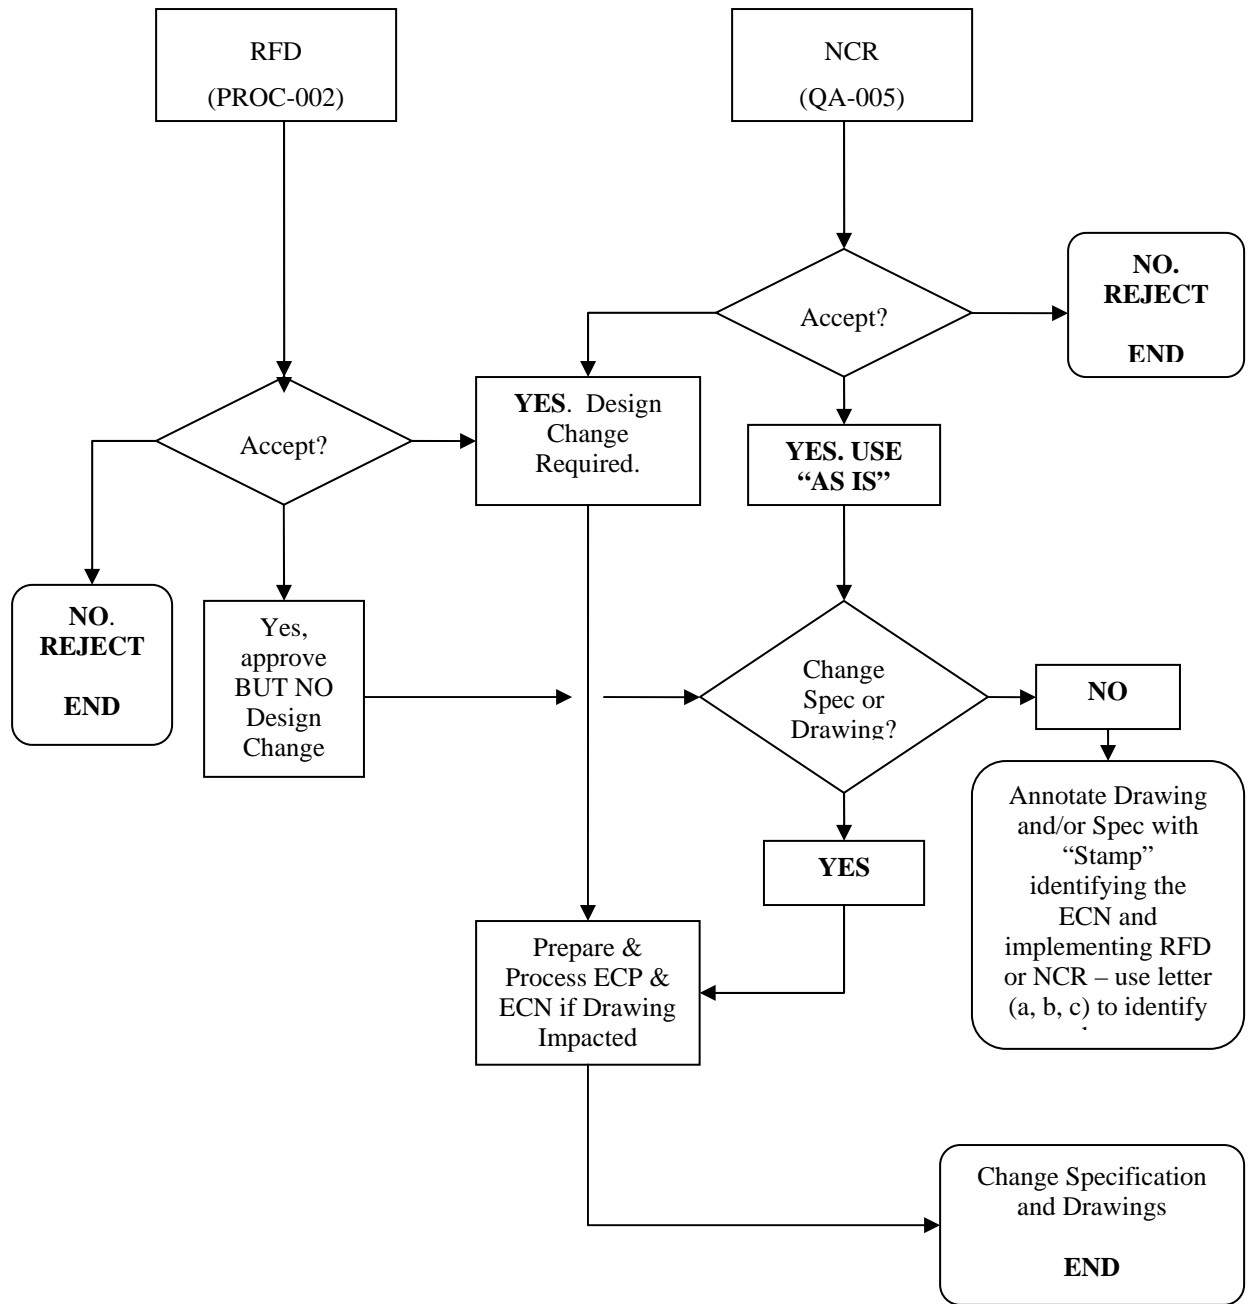 RFD
(PROC-002)
NCR
(QA-005)
NO.
REJECT
END
Accept?
YES. Design
Change
Required.
Accept?
YES. USE
“AS IS”
NO.
REJECT
END
Yes,
approve
BUT NO
Design
Change
Change
Spec or
Drawing?
NO
Annotate Drawing
and/or Spec with
“Stamp”
identifying the
ECN and
implementing RFD
or NCR – use letter
(a, b, c) to identify
YES
Prepare &
Process ECP &
ECN if Drawing
Impacted
Change Specification
and Drawings
END